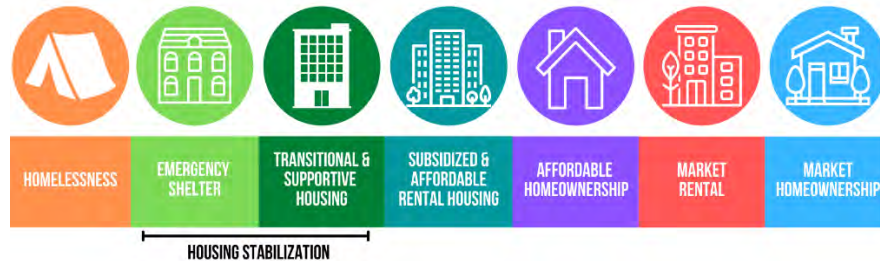 HOMELESSNESS
EMERGENCY
SHELTER
TRANSITIONAL &
SUPPORTIVE
HOUSING
SUBSIDIZED &
AFFORDABLE
RENTAL HOUSING
AFFORDABLE
HOMEOWNERSHIP
MARKET
RENTAL
MARKET
HOMEOWNERSHIP
HOUSING STABILIZATION